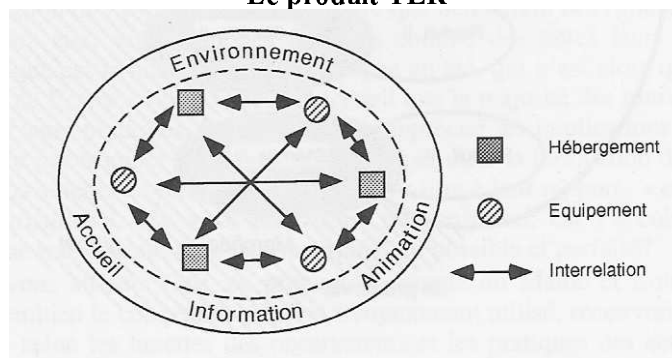 Le produit TER
Environnement
Accueil
Animation
Information
Hébergement
Equipement
Interrelation